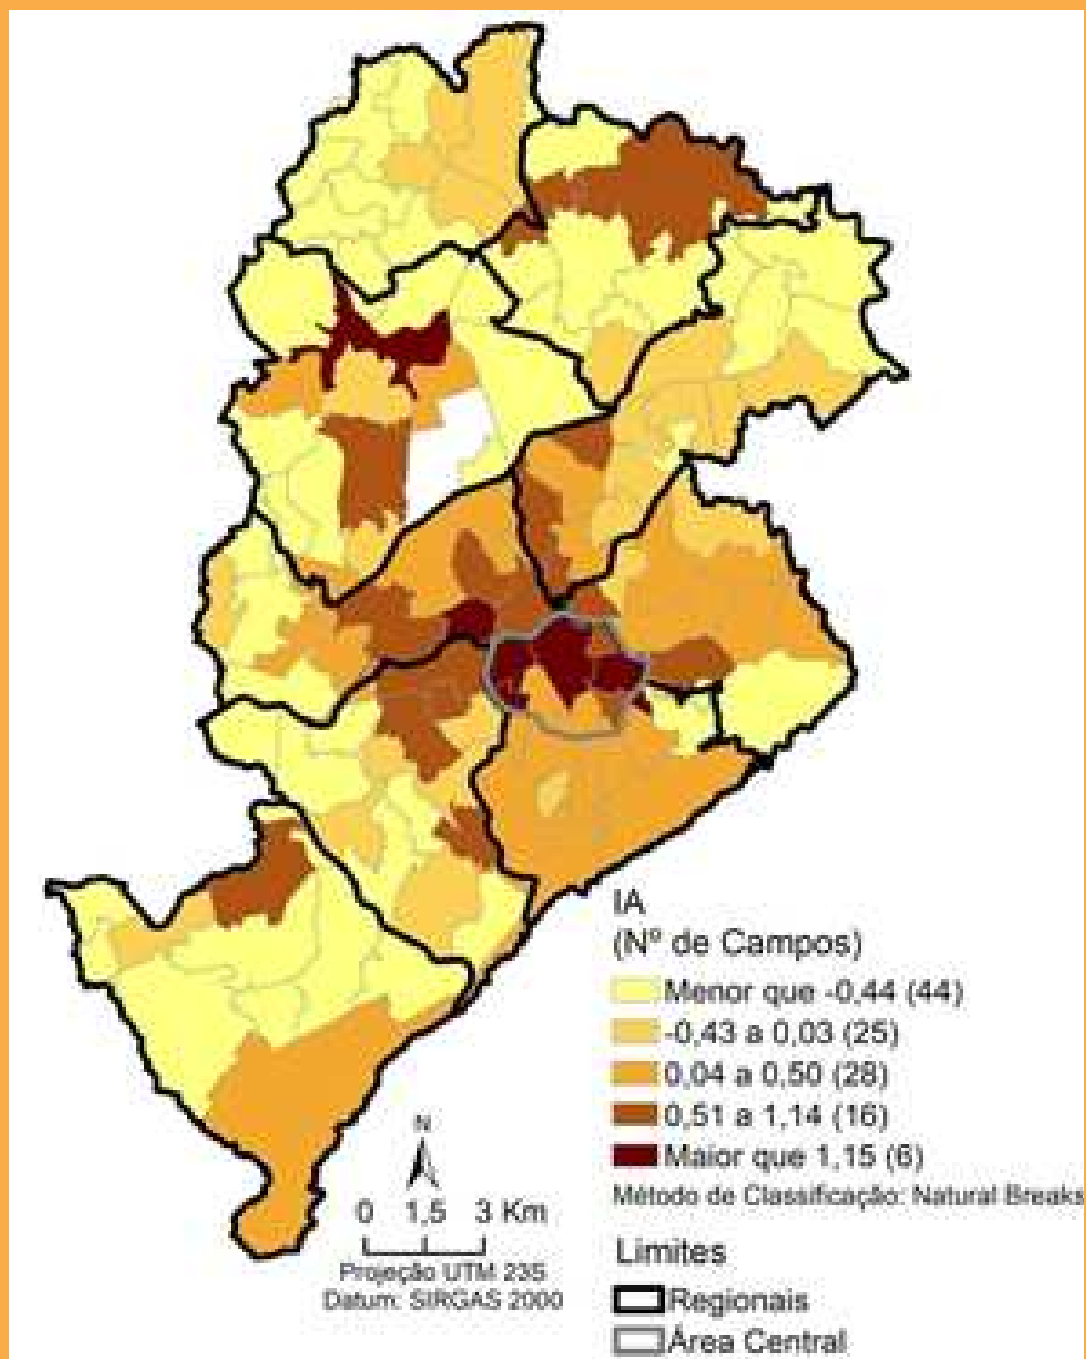 IA
(Nº de Campos)
Menor que -0,44 (44)
-0,43 a 0,03 (25)
0,04 a 0,50 (28)
0,51 a 1,14 (16)
Maior que 1,15 (6)
Método de Classificação: Natural Breaks
N
0 1,5 3 Km
Projeção UTM 23S
Datum: SIRGAS 2000
Limites
Regionais
Área Central